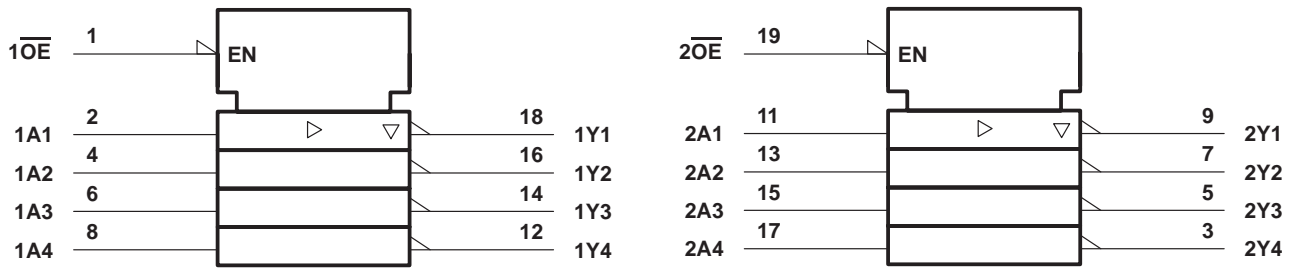 1OE 1 EN
1A1 2 18 1Y1
1A2 4 16 1Y2
1A3 6 14 1Y3
1A4 8 12 1Y4
2OE 19 EN
2A1 11 9 2Y1
2A2 13 7 2Y2
2A3 15 5 2Y3
2A4 17 3 2Y4